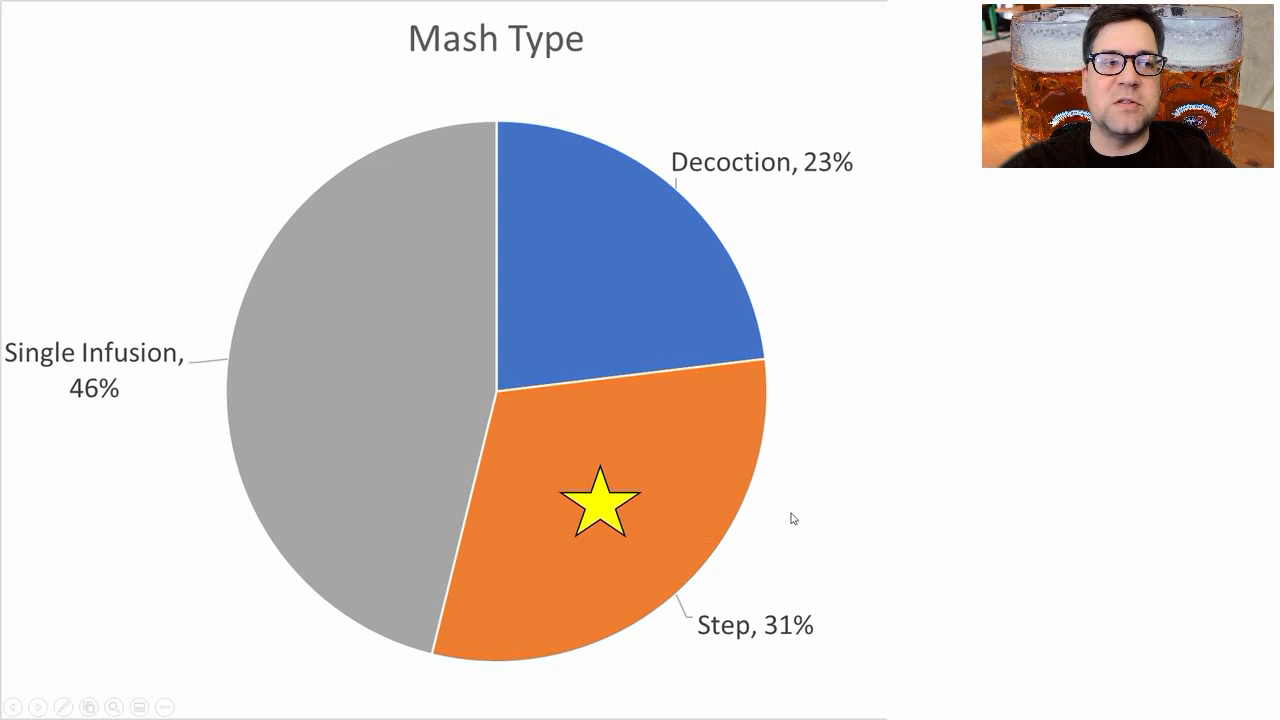 Mash Type
Decoction, 23%
Single Infusion,
46%
Step, 31%